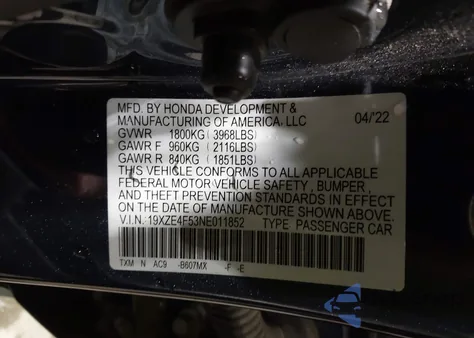 MFD. BY HONDA DEVELOPMENT &
MANUFACTURING OF AMERICA, LLC 04/'22
GVWR 1800KG ( 3968LBS)
GAWR F 960KG ( 2116LBS)
GAWR R 840KG ( 1851LBS)
THIS VEHICLE CONFORMS TO ALL APPLICABLE
FEDERAL MOTOR VEHICLE SAFETY , BUMPER ,
AND THEFT PREVENTION STANDARDS IN EFFECT
ON THE DATE OF MANUFACTURE SHOWN ABOVE.
V.I.N. 19XZE4F53NE011852 TYPE PASSENGER CAR
TXM N AC9 -B607MX -F -E